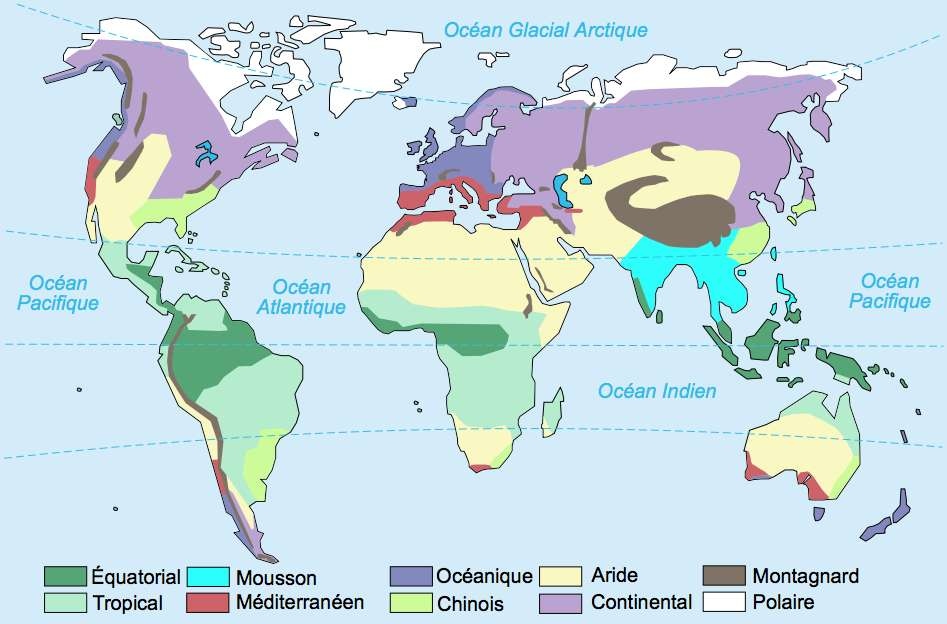 Océan Glacial Arctique
Océan
Pacifique
Océan
Atlantique
Océan
Pacifique
Océan Indien
Équatorial
Mousson
Océanique
Aride
Montagnard
Tropical
Méditerranéen
Chinois
Continental
Polaire